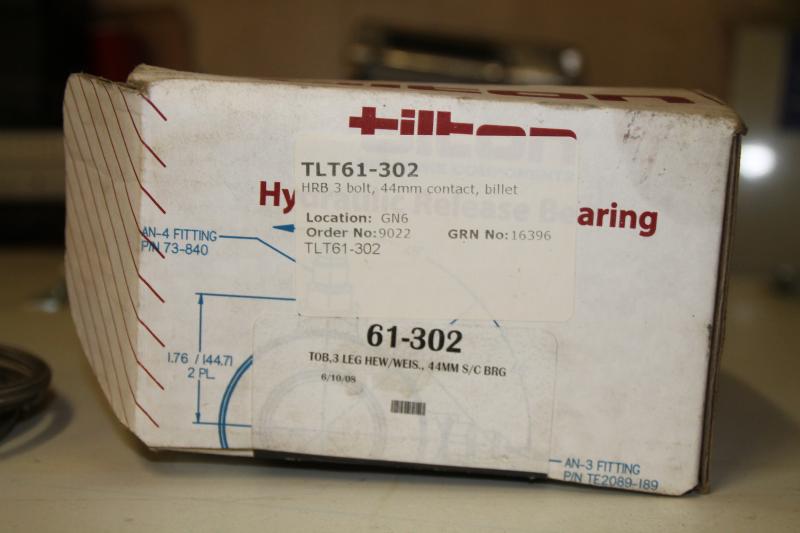 tilton
TLT61-302
HRB 3 bolt, 44mm contact, billet
Hy
aring
Location: GN6
Order No:9022 GRN No:16396
TLT61-302
AN-4 FITTING
P/N 73-840
61-302
TOB,3 LEG HEW/WEIS., 44MM S/C BRG
6/10/08
1.76 / (44.7)
2 PL.
AN-3 FITTING
P/N TE2089-189